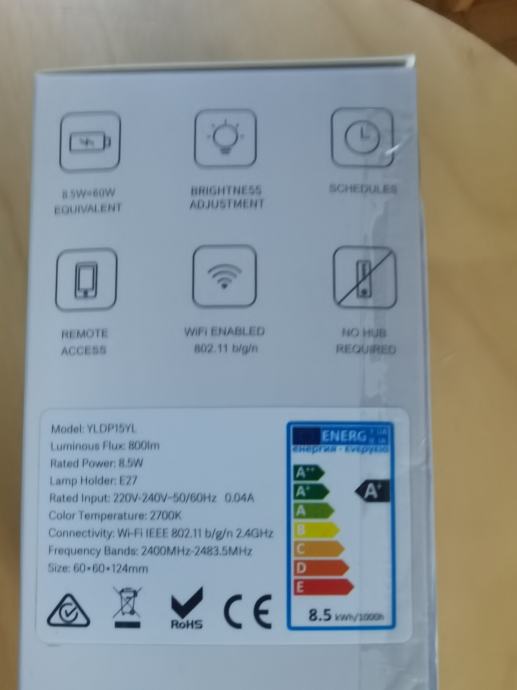 8.5W=60W
EQUIVALENT
BRIGHTNESS
ADJUSTMENT
SCHEDULES
REMOTE
ACCESS
WiFi ENABLED
802.11 b/g/n
NO HUB
REQUIRED
Model: YLDP15YL
Luminous Flux: 800lm
Rated Power: 8.5W
Lamp Holder: E27
Rated Input: 220V-240V~50/60Hz 0.04A
Color Temperature: 2700K
Connectivity: Wi-Fi IEEE 802.11 b/g/n 2.4GHz
Frequency Bands: 2400MHz-2483.5MHz
Size: 60*60*124mm
RoHS
CE
ENERG
енергия · ενεργεια
A++
A+
A
B
C
D
E
A+
8.5 kWh/1000h